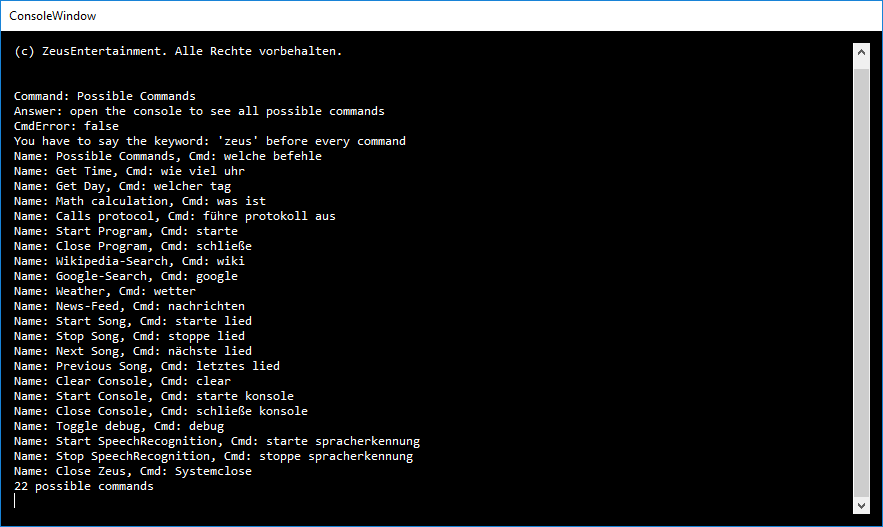 ConsoleWindow
(c) ZeusEntertainment. Alle Rechte vorbehalten.
Command: Possible Commands
Answer: open the console to see all possible commands
CmdError: false
You have to say the keyword: 'zeus' before every command
Name: Possible Commands, Cmd: welche befehle
Name: Get Time, Cmd: wie viel uhr
Name: Get Day, Cmd: welcher tag
Name: Math calculation, Cmd: was ist
Name: Calls protocol, Cmd: führe protokoll aus
Name: Start Program, Cmd: starte
Name: Close Program, Cmd: schließe
Name: Wikipedia-Search, Cmd: wiki
Name: Google-Search, Cmd: google
Name: Weather, Cmd: wetter
Name: News-Feed, Cmd: nachrichten
Name: Start Song, Cmd: starte lied
Name: Stop Song, Cmd: stoppe lied
Name: Next Song, Cmd: nächste lied
Name: Previous Song, Cmd: letztes lied
Name: Clear Console, Cmd: clear
Name: Start Console, Cmd: starte konsole
Name: Close Console, Cmd: schließe konsole
Name: Toggle debug, Cmd: debug
Name: Start SpeechRecognition, Cmd: starte spracherkennung
Name: Stop SpeechRecognition, Cmd: stoppe spracherkennung
Name: Close Zeus, Cmd: Systemclose
22 possible commands